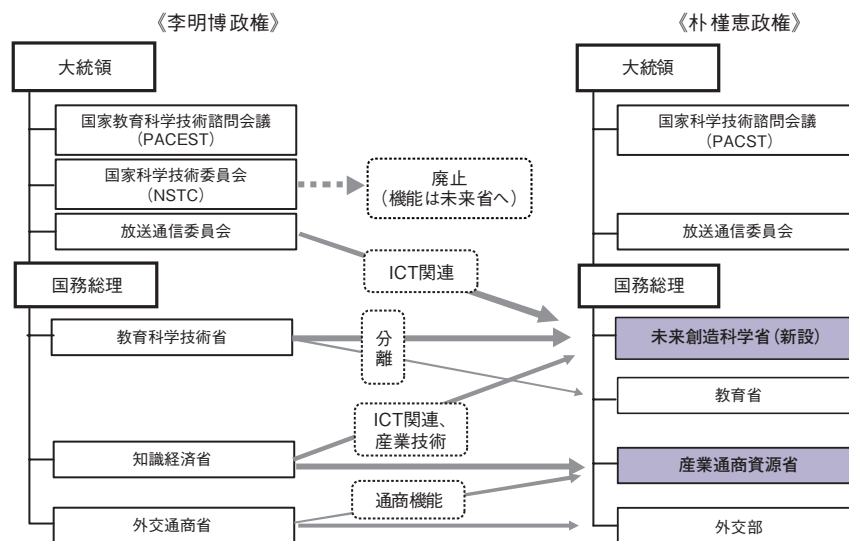 《李明博政権》
《朴槿恵政権》
大統領
国家教育科学技術諮問会議
（PACEST）
国家科学技術委員会
（NSTC）
放送通信委員会
国務総理
教育科学技術省
知識経済省
外交通商省
廃止
（機能は未来省へ）
ICT関連
分離
ICT関連、
産業技術
通商機能
大統領
国家科学技術諮問会議
（PACST）
放送通信委員会
国務総理
未来創造科学省（新設）
教育省
産業通商資源省
外交部